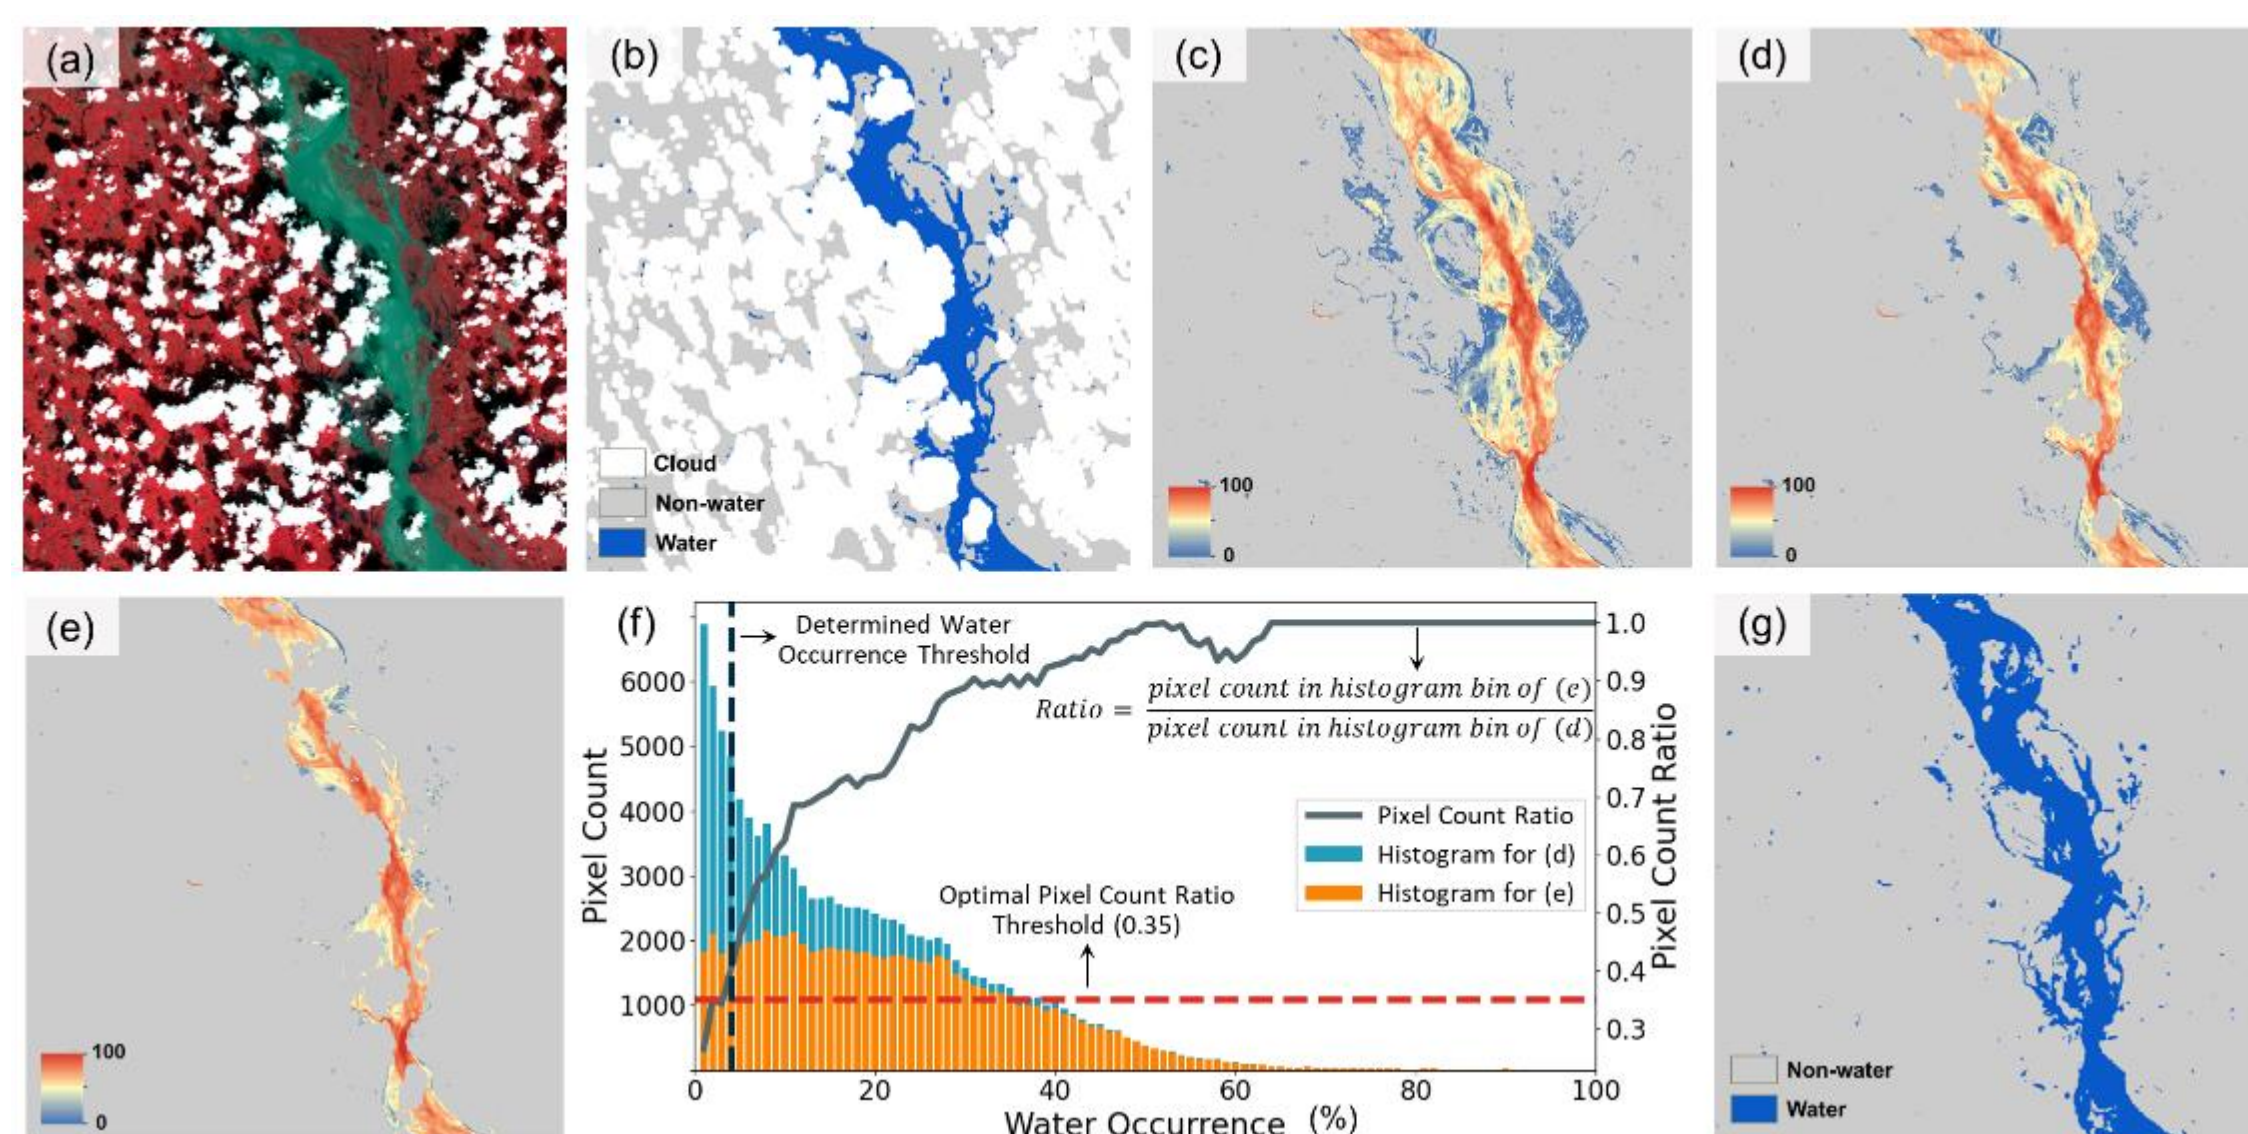 (a)
(b)
Cloud
Non-water
Water
(c)
100
0
(d)
100
0
(e)
100
0
(f)
Determined Water
Occurrence Threshold
Ratio = pixel count in histogram bin of (e)
pixel count in histogram bin of (d)
Pixel Count Ratio
Histogram for (d)
Histogram for (e)
Optimal Pixel Count Ratio
Threshold (0.35)
Pixel Count
6000
5000
4000
3000
2000
1000
0
20
40
60
80
100
Water Occurrence (%)
1.0
0.9
0.8
0.7
0.6
0.5
0.4
0.3
Pixel Count Ratio
(g)
Non-water
Water